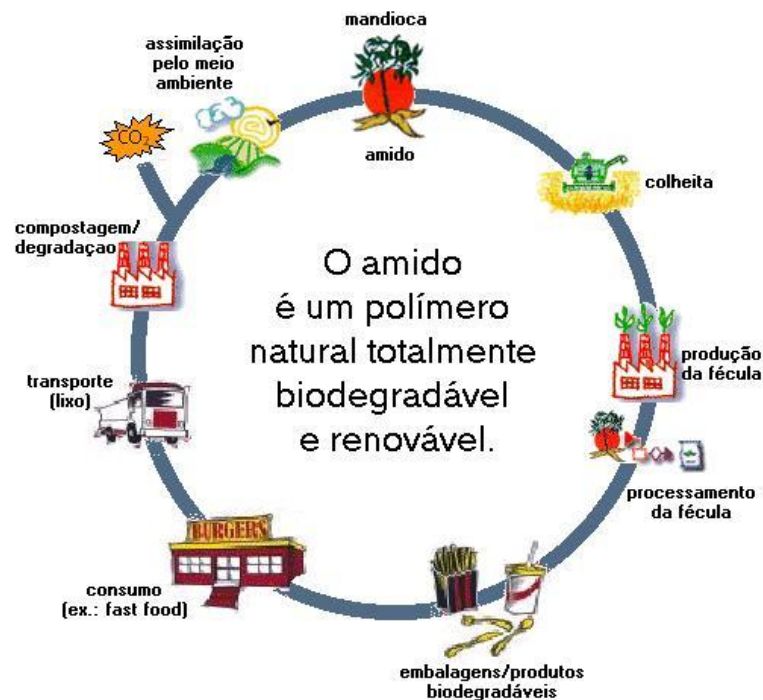 mandioca
amido
colheita
produção
da fécula
processamento
da fécula
embalagens/produtos
biodegradáveis
BURGERS
consumo
(ex.: fast food)
transporte
(lixo)
compostagem/
degradaçao
CO₂
assimilação
pelo meio
ambiente
O amido
é um polímero
natural totalmente
biodegradável
e renovável.